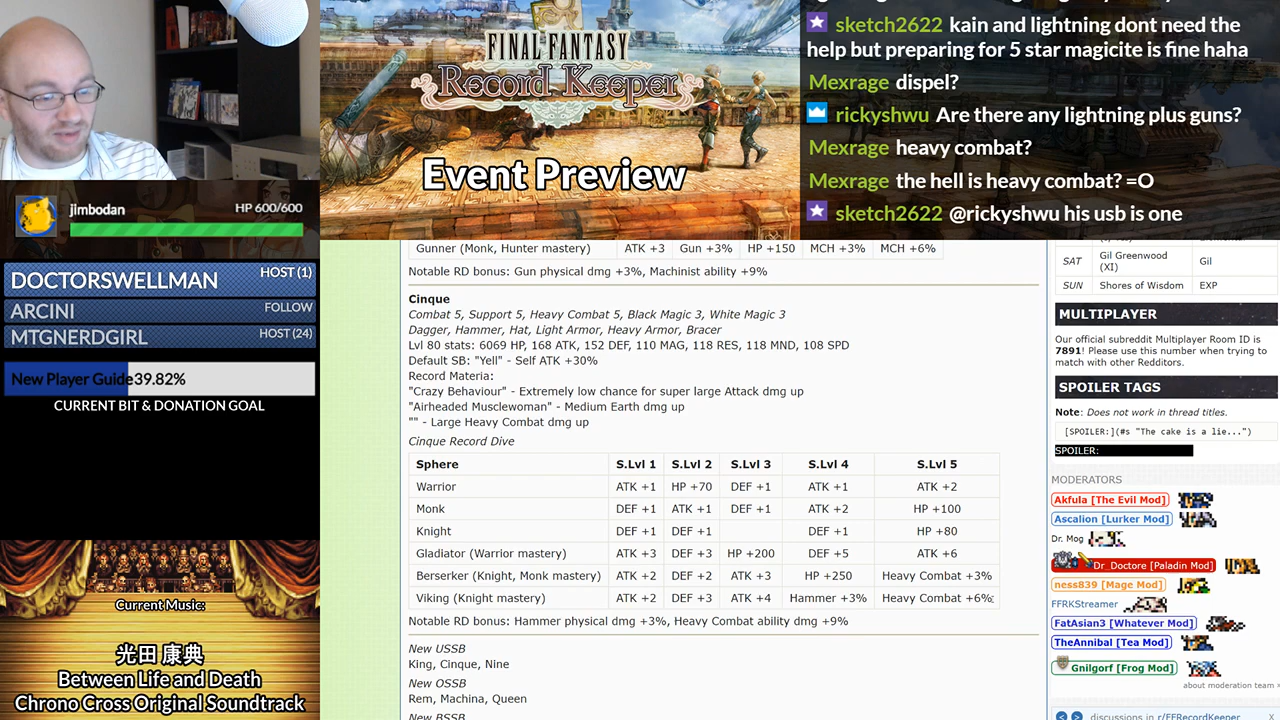 FINAL FANTASY
Record Keeper
Event Preview
sketch2622 kain and lightning dont need the
help but preparing for 5 star magicite is fine haha
Mexrage dispel?
rickyshwu Are there any lightning plus guns?
Mexrage heavy combat?
Mexrage the hell is heavy combat? =O
sketch2622 @rickyshwu his usb is one
jimbodan HP 600/600
DOCTORSWELLMAN HOST (1)
ARCINI FOLLOW
MTGNERDGIRL HOST (24)
New Player Guide39.82%
CURRENT BIT & DONATION GOAL
Current Music:
光田 康典
Between Life and Death
Chrono Cross Original Soundtrack
Gunner (Monk, Hunter mastery) ATK +3 Gun +3% HP +150 MCH +3% MCH +6%
Notable RD bonus: Gun physical dmg +3%, Machinist ability +9%
Cinque
Combat 5, Support 5, Heavy Combat 5, Black Magic 3, White Magic 3
Dagger, Hammer, Hat, Light Armor, Heavy Armor, Bracer
Lvl 80 stats: 6069 HP, 168 ATK, 152 DEF, 110 MAG, 118 RES, 118 MND, 108 SPD
Default SB: "Yell" - Self ATK +30%
Record Materia:
"Crazy Behaviour" - Extremely low chance for super large Attack dmg up
"Airheaded Musclewoman" - Medium Earth dmg up
"" - Large Heavy Combat dmg up
Cinque Record Dive
Sphere S.Lvl 1 S.Lvl 2 S.Lvl 3 S.Lvl 4 S.Lvl 5
Warrior ATK +1 HP +70 DEF +1 ATK +1 ATK +2
Monk DEF +1 ATK +1 DEF +1 ATK +2 HP +100
Knight DEF +1 DEF +1 DEF +1 HP +80
Gladiator (Warrior mastery) ATK +3 DEF +3 HP +200 DEF +5 ATK +6
Berserker (Knight, Monk mastery) ATK +2 DEF +2 ATK +3 HP +250 Heavy Combat +3%
Viking (Knight mastery) ATK +2 DEF +3 ATK +4 Hammer +3% Heavy Combat +6%
Notable RD bonus: Hammer physical dmg +3%, Heavy Combat ability dmg +9%
New USSB
King, Cinque, Nine
New OSSB
Rem, Machina, Queen
New BSSB
SAT Gil Greenwood Gil
(XI)
SUN Shores of Wisdom EXP
MULTIPLAYER
Our official subreddit Multiplayer Room ID is
7891! Please use this number when trying to
match with other Redditors.
SPOILER TAGS
Note: Does not work in thread titles.
[SPOILER:](#s "The cake is a lie...")
SPOILER:
MODERATORS
Akfula [The Evil Mod]
Ascalion [Lurker Mod]
Dr. Mog
Dr_Doctore [Paladin Mod]
ness839 [Mage Mod]
FFRKStreamer
FatAsian3 [Whatever Mod]
TheAnnibal [Tea Mod]
Gnilgorf [Frog Mod]
about moderation team »
discussions in r/FFRecordKeeper X